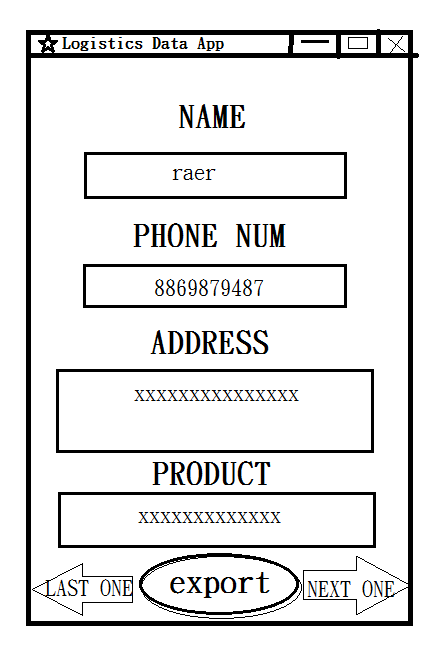 Logistics Data App
NAME
raer
PHONE NUM
8869879487
ADDRESS
xxxxxxxxxxxxxxx
PRODUCT
xxxxxxxxxxxxx
LAST ONE
export
NEXT ONE